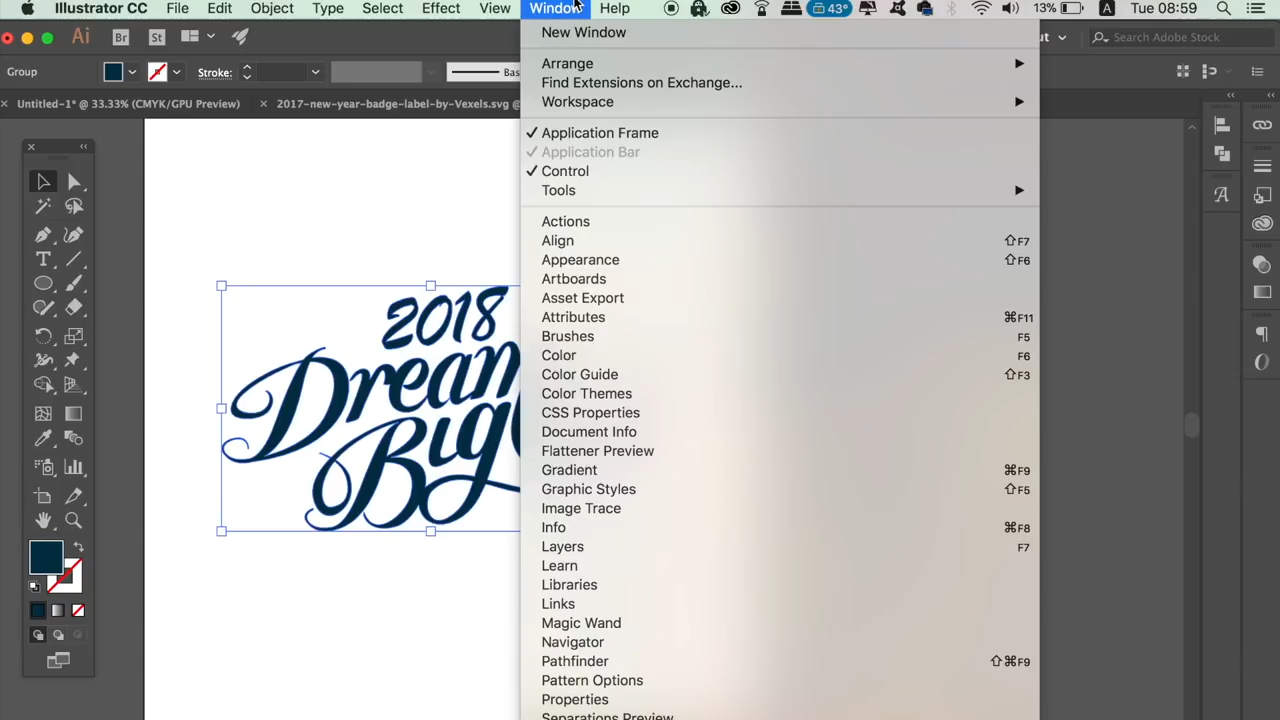 Illustrator CC File Edit Object Type Select Effect View Window Help 43° 13% A Tue 08:59
Ai Br St Search Adobe Stock
Group Stroke: Bas
Untitled-1* @ 33.33% (CMYK/GPU Preview) 2017-new-year-badge-label-by-Vexels.svg @
New Window
Arrange
Find Extensions on Exchange...
Workspace
✓ Application Frame
✓ Application Bar
✓ Control
Tools
Actions
Align ⇧F7
Appearance ⇧F6
Artboards
Asset Export
Attributes ⌘F11
Brushes F5
Color F6
Color Guide ⇧F3
Color Themes
CSS Properties
Document Info
Flattener Preview
Gradient ⌘F9
Graphic Styles ⇧F5
Image Trace
Info ⌘F8
Layers F7
Learn
Libraries
Links
Magic Wand
Navigator
Pathfinder ⇧⌘F9
Pattern Options
Properties
Separations Preview
2018
Dream
Big